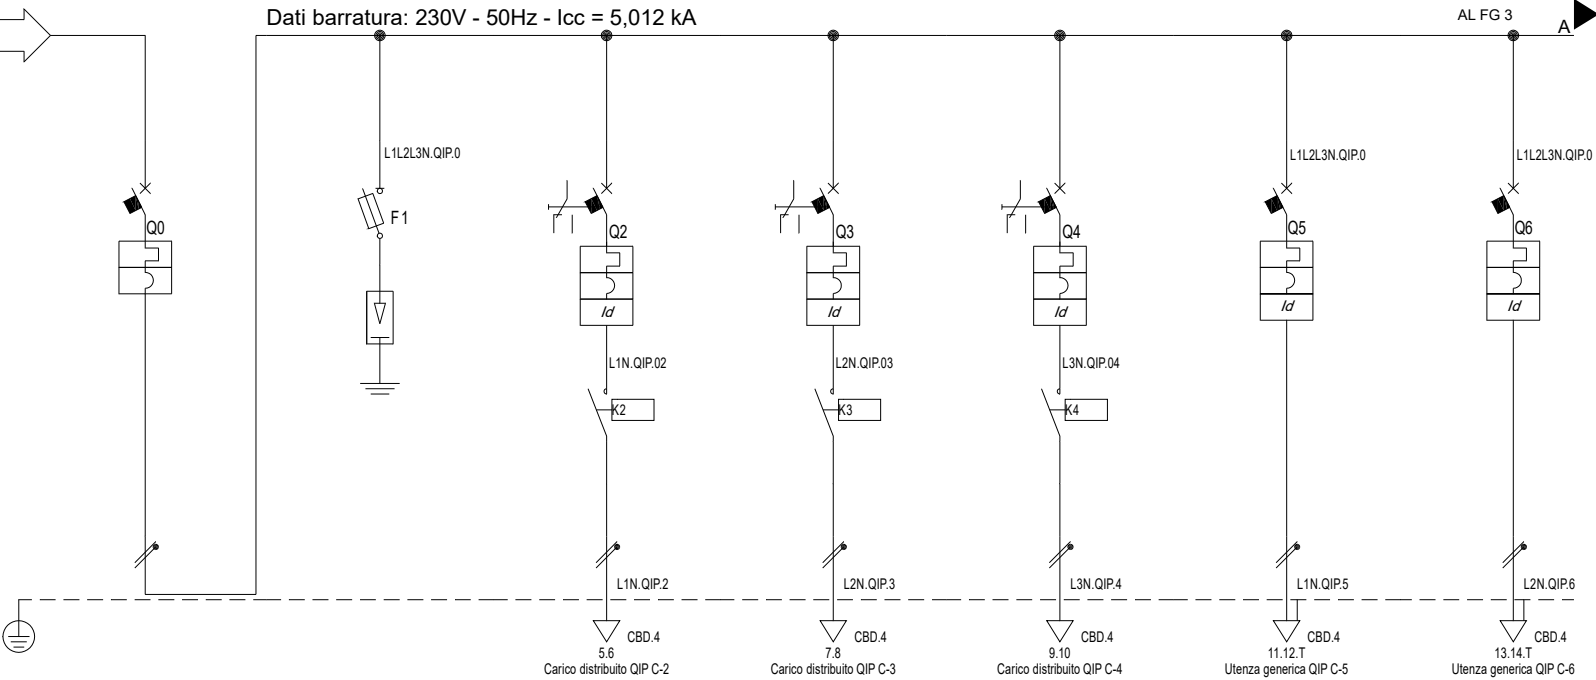 Dati barratura: 230V - 50Hz - Icc = 5,012 kA
AL FG 3
A
L1L2L3N.QIP.0
L1L2L3N.QIP.0
L1L2L3N.QIP.0
F1
Q0
Q2
Q3
Q4
Q5
Q6
Id
Id
Id
Id
Id
L1N.QIP.02
L2N.QIP.03
L3N.QIP.04
K2
K3
K4
L1N.QIP.2
L2N.QIP.3
L3N.QIP.4
L1N.QIP.5
L2N.QIP.6
CBD.4
CBD.4
CBD.4
CBD.4
CBD.4
5.6
7.8
9.10
11.12.T
13.14.T
Carico distribuito QIP C-2
Carico distribuito QIP C-3
Carico distribuito QIP C-4
Utenza generica QIP C-5
Utenza generica QIP C-6